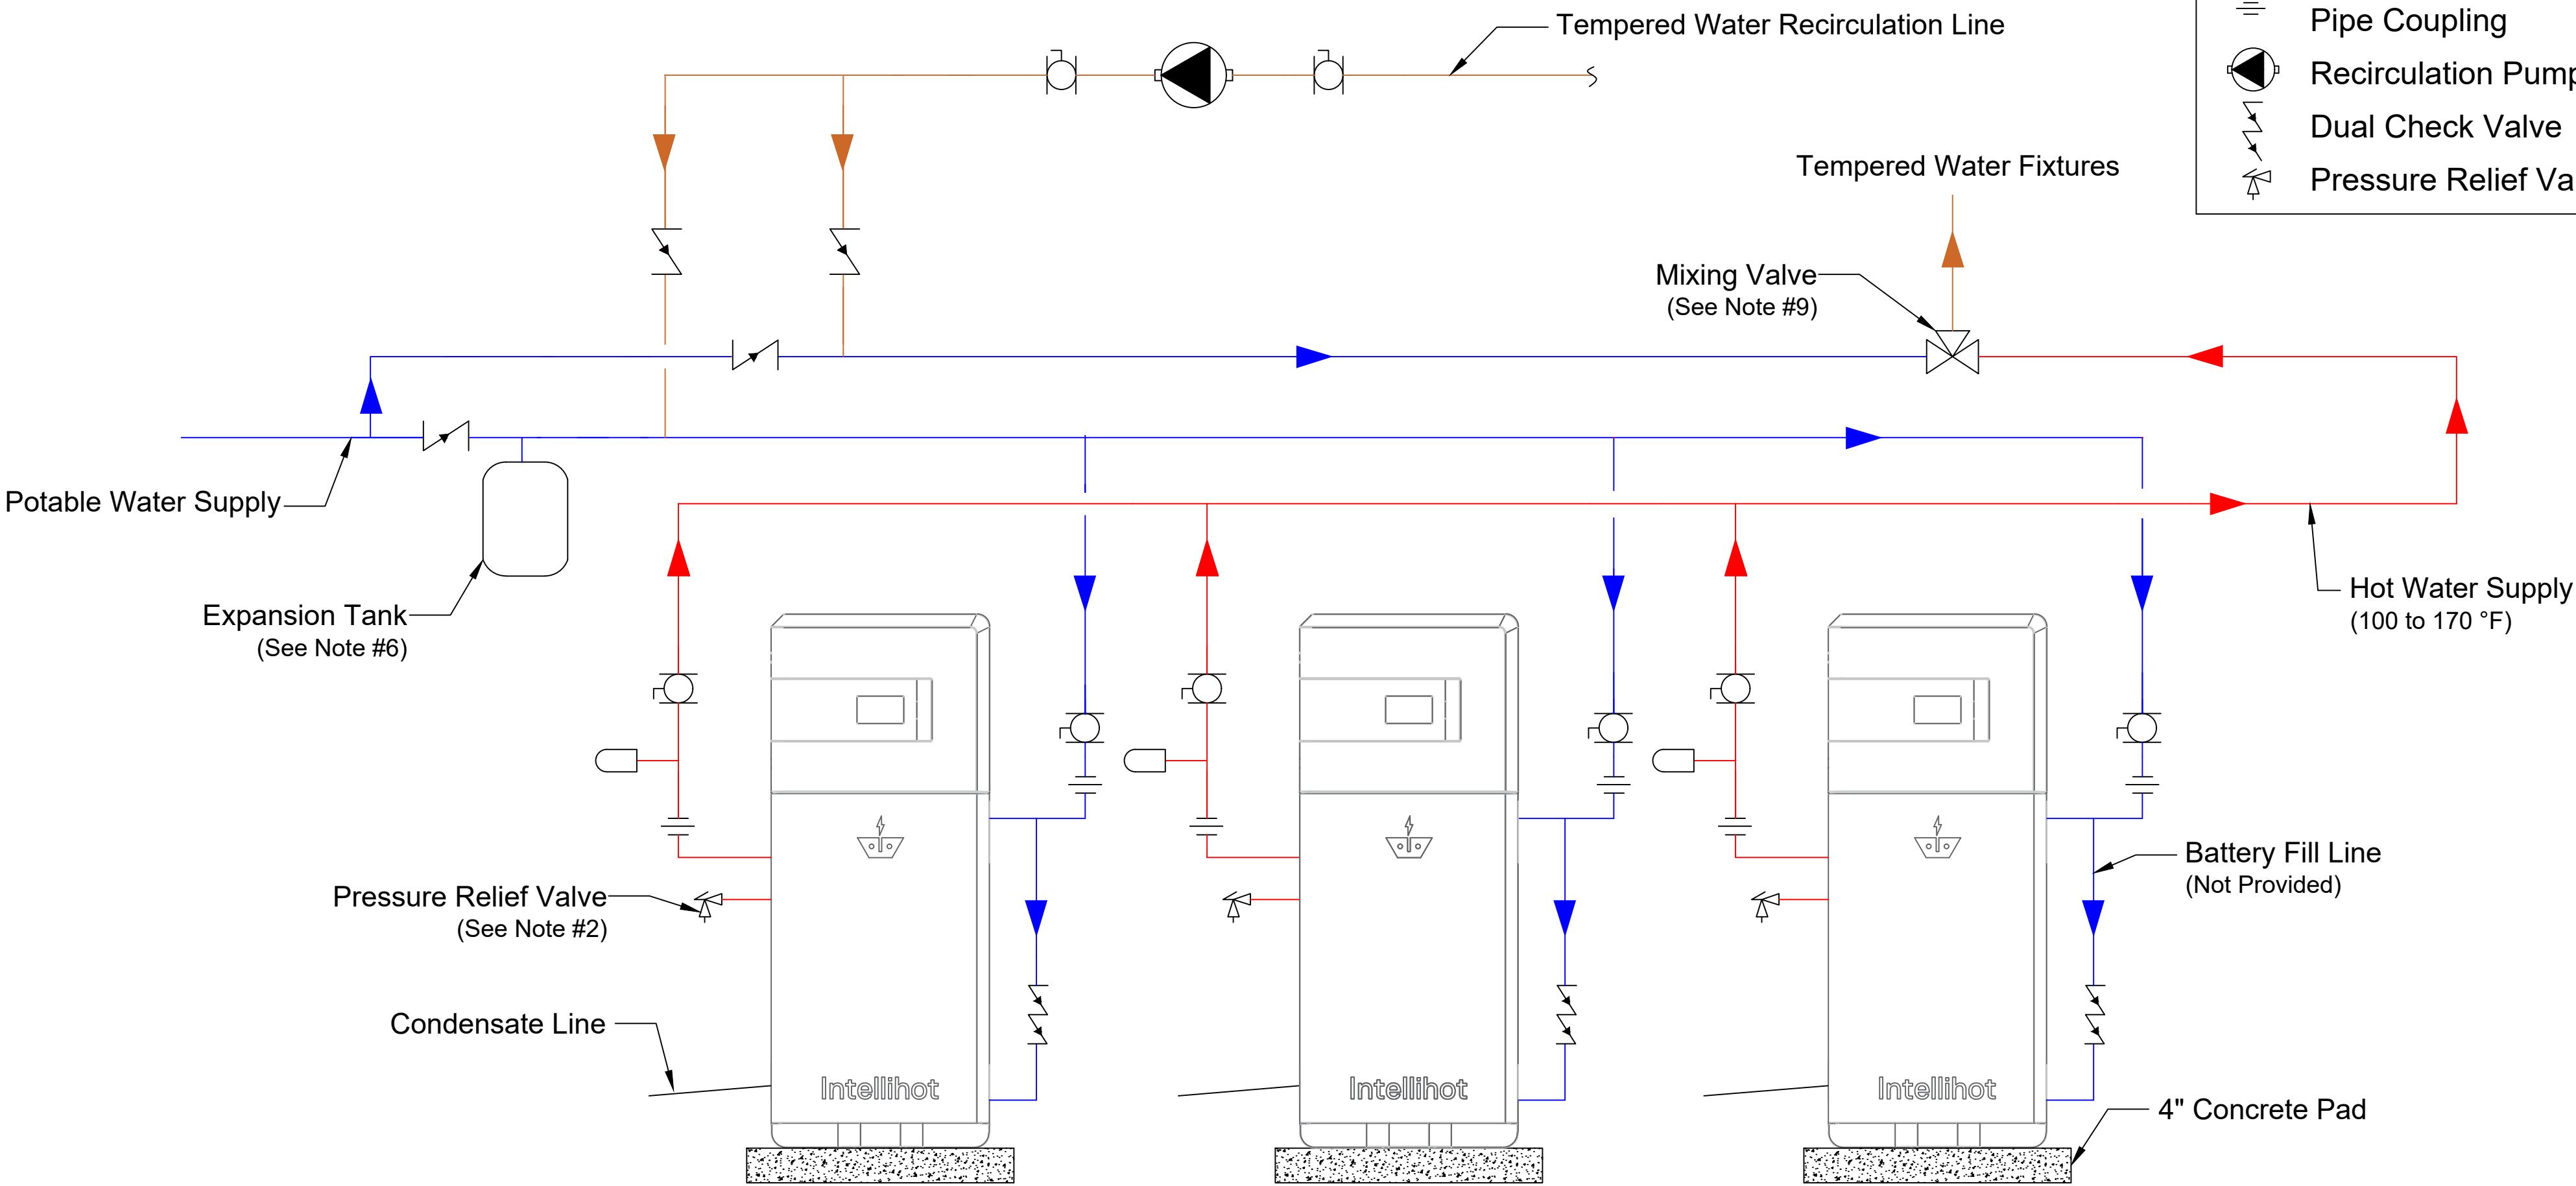 Tempered Water Recirculation Line
Pipe Coupling
Recirculation Pump
Dual Check Valve
Pressure Relief Va
Tempered Water Fixtures
Mixing Valve
(See Note #9)
Potable Water Supply
Expansion Tank
(See Note #6)
Hot Water Supply
(100 to 170 °F)
Pressure Relief Valve
(See Note #2)
Battery Fill Line
(Not Provided)
Condensate Line
Intellihot
Intellihot
Intellihot
4" Concrete Pad